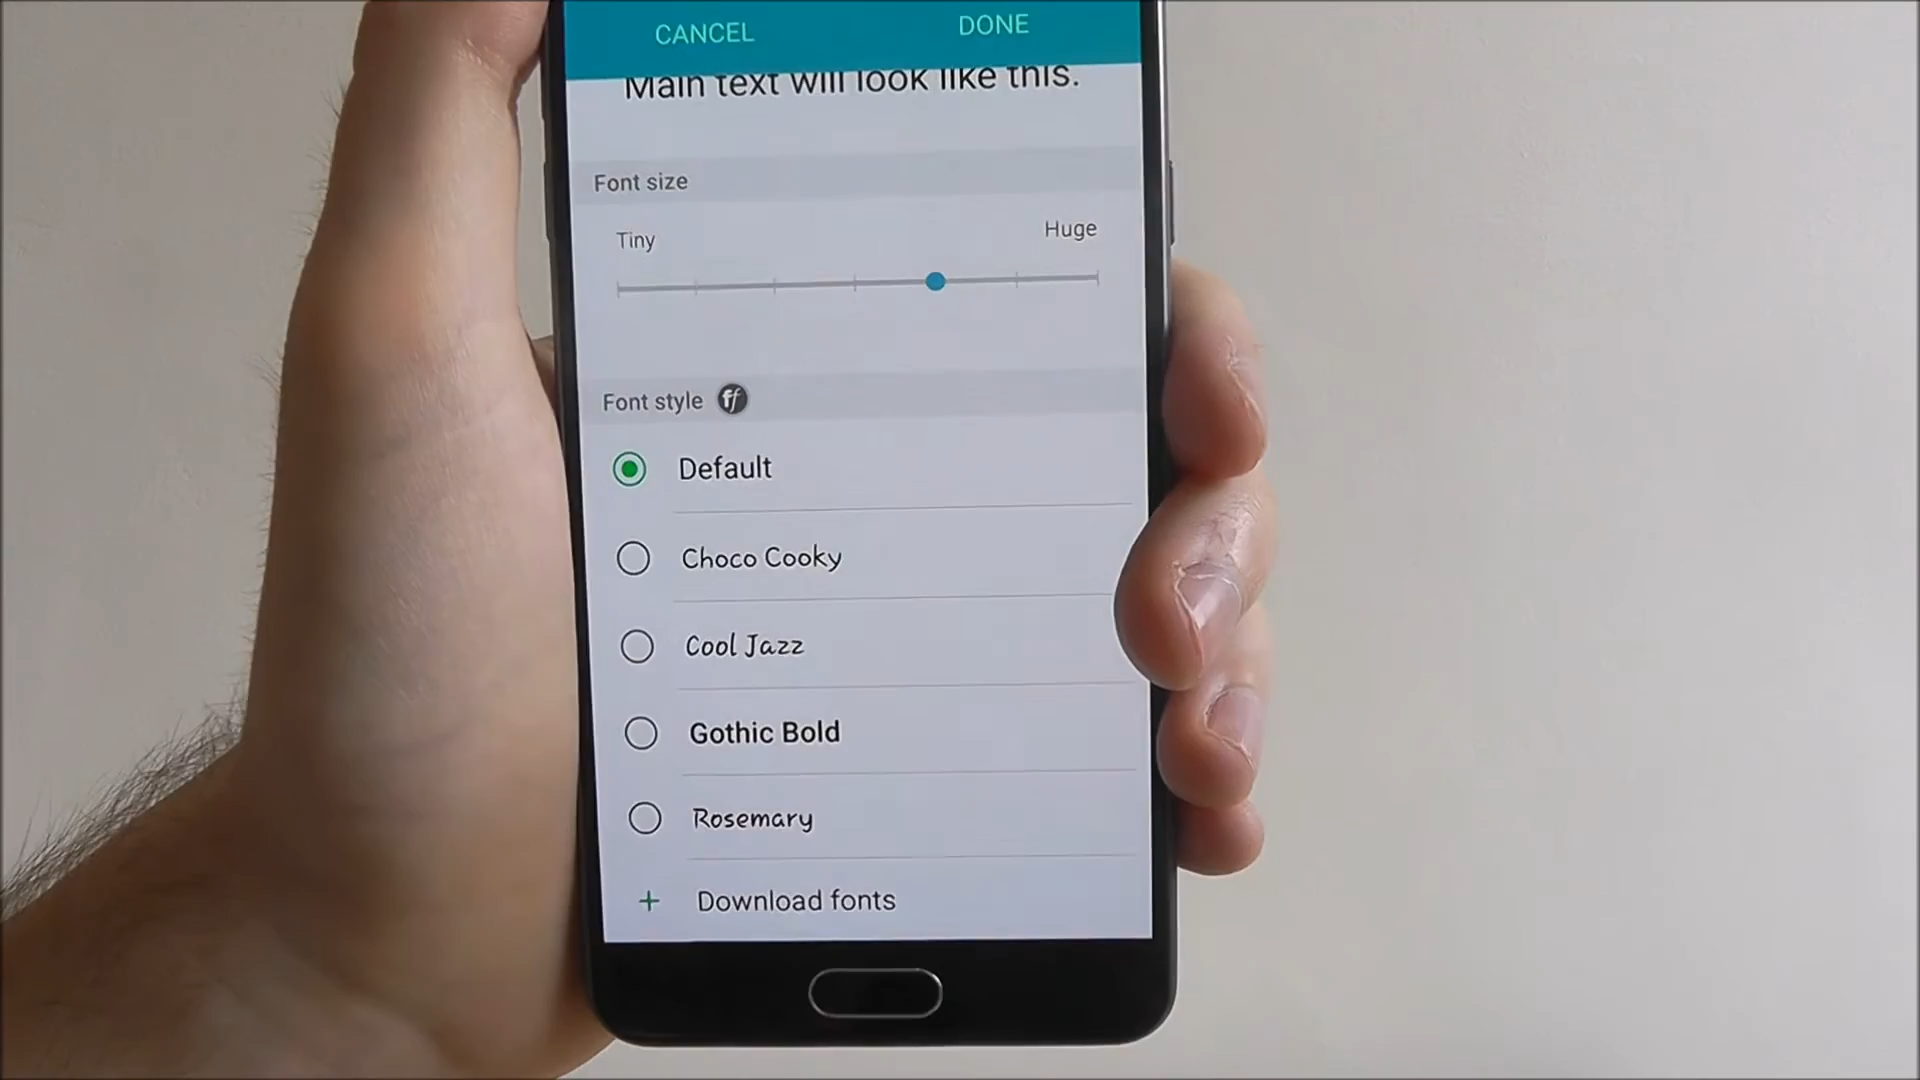 CANCEL DONE
Main text will look like this.
Font size
Tiny Huge
Font style ff
Default
Choco Cooky
Cool Jazz
Gothic Bold
Rosemary
+ Download fonts